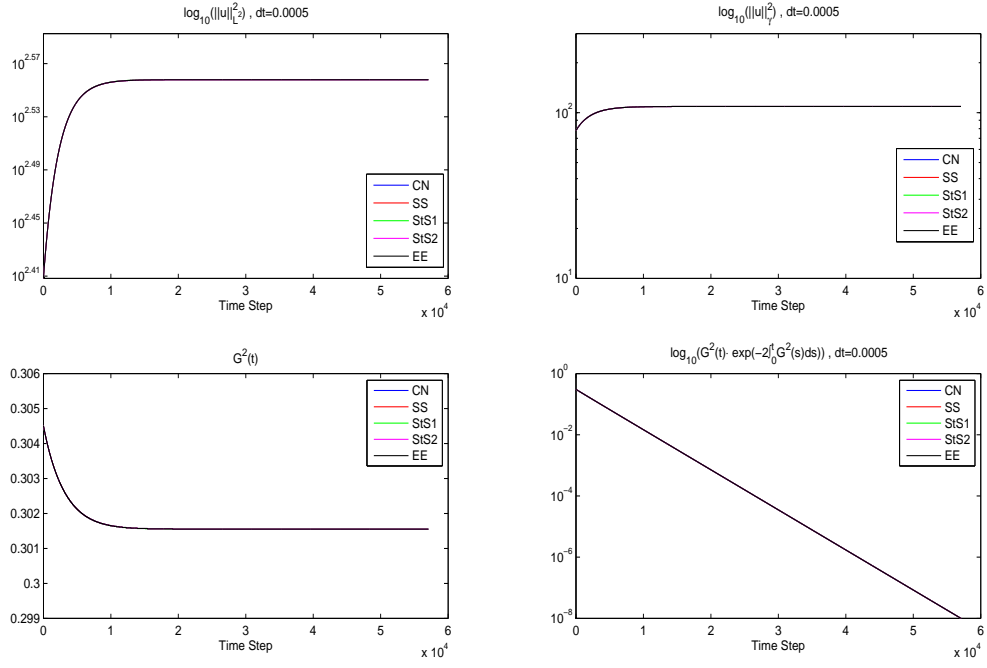 log10(||u||²L²) , dt=0.0005
10^2.57
10^2.53
10^2.49
10^2.45
10^2.41
CN
SS
StS1
StS2
EE
0 1 2 3 4 5 6
Time Step
x 10^4
log10(||u||²γ) , dt=0.0005
10^2
10^1
CN
SS
StS1
StS2
EE
0 1 2 3 4 5 6
Time Step
x 10^4
G²(t)
0.306
0.305
0.304
0.303
0.302
0.301
0.3
0.299
CN
SS
StS1
StS2
EE
0 1 2 3 4 5 6
Time Step
x 10^4
log10(G²(t)· exp(−2∫0^t G²(s)ds)) , dt=0.0005
10^0
10^−2
10^−4
10^−6
10^−8
CN
SS
StS1
StS2
EE
0 1 2 3 4 5 6
Time Step
x 10^4